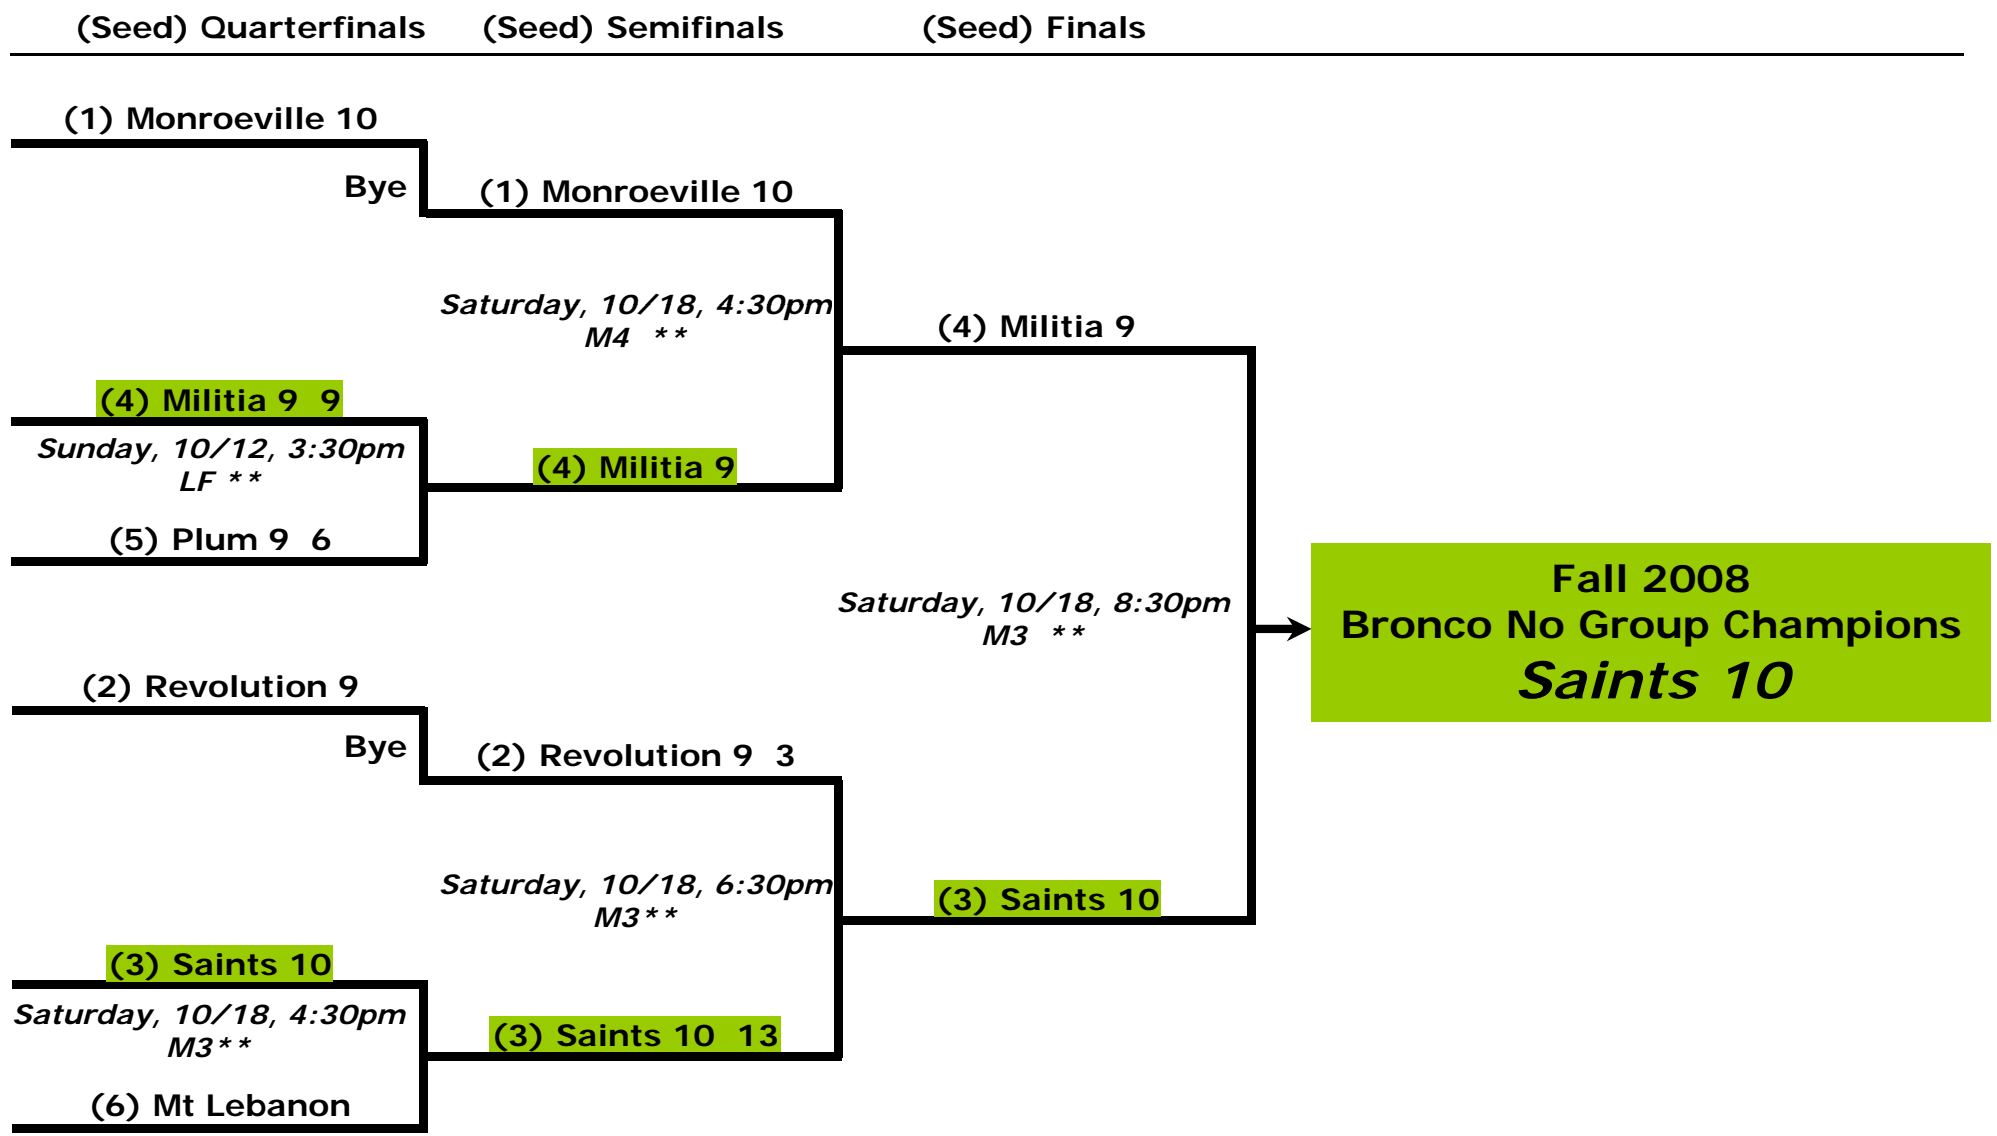 (Seed) Quarterfinals (Seed) Semifinals (Seed) Finals
(1) Monroeville 10
Bye
(1) Monroeville 10
Saturday, 10/18, 4:30pm
M4 **
(4) Militia 9
(4) Militia 9 9
Sunday, 10/12, 3:30pm
LF **
(4) Militia 9
(5) Plum 9 6
Saturday, 10/18, 8:30pm
M3 **
Fall 2008
Bronco No Group Champions
Saints 10
(2) Revolution 9
Bye
(2) Revolution 9 3
Saturday, 10/18, 6:30pm
M3**
(3) Saints 10
(3) Saints 10
Saturday, 10/18, 4:30pm
M3**
(3) Saints 10 13
(6) Mt Lebanon